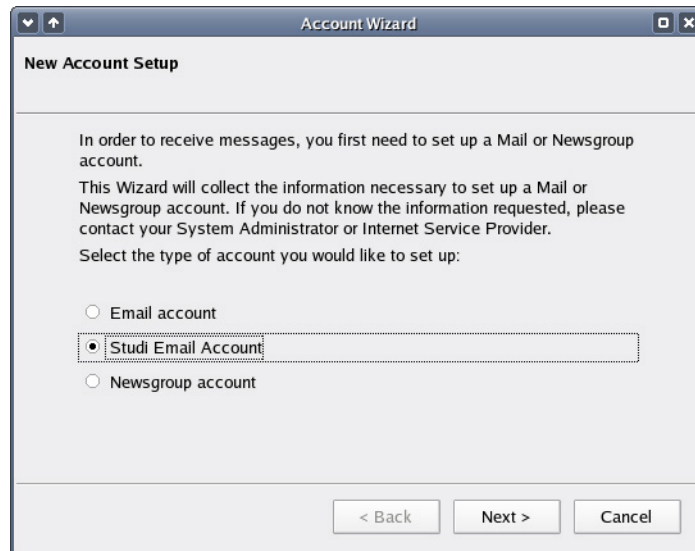 Account Wizard
New Account Setup
In order to receive messages, you first need to set up a Mail or Newsgroup
account.
This Wizard will collect the information necessary to set up a Mail or
Newsgroup account. If you do not know the information requested, please
contact your System Administrator or Internet Service Provider.
Select the type of account you would like to set up:
Email account
Studi Email Account
Newsgroup account
< Back Next > Cancel